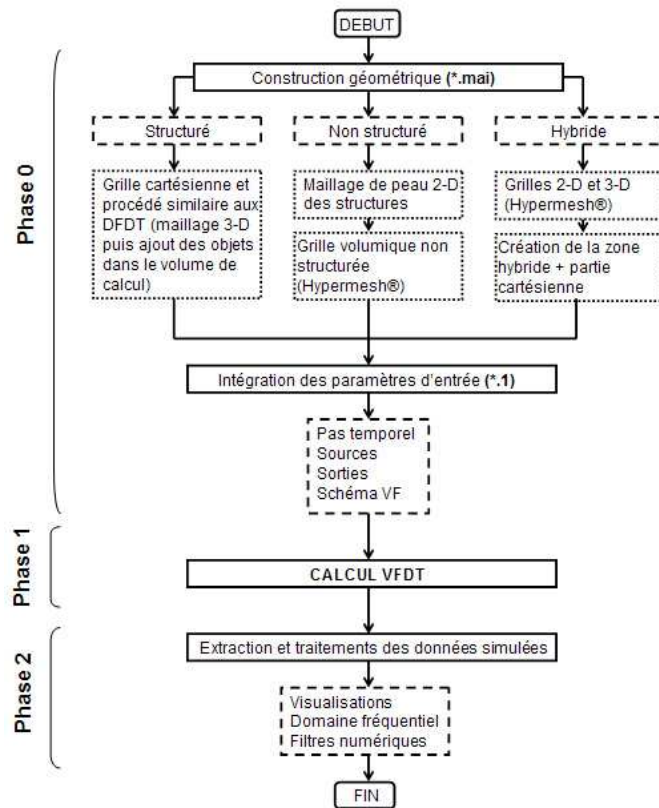 DEBUT
Phase 0
Construction géométrique (*.mai)
Structuré
Non structuré
Hybride
Grille cartésienne et
procédé similaire aux
DFDT (maillage 3-D
puis ajout des objets
dans le volume de
calcul)
Maillage de peau 2-D
des structures
Grille volumique non
structurée
(Hypermesh®)
Grilles 2-D et 3-D
(Hypermesh®)
Création de la zone
hybride + partie
cartésienne
Intégration des paramètres d'entrée (*.1)
Pas temporel
Sources
Sorties
Schéma VF
Phase 1
CALCUL VFDT
Phase 2
Extraction et traitements des données simulées
Visualisations
Domaine fréquentiel
Filtres numériques
FIN